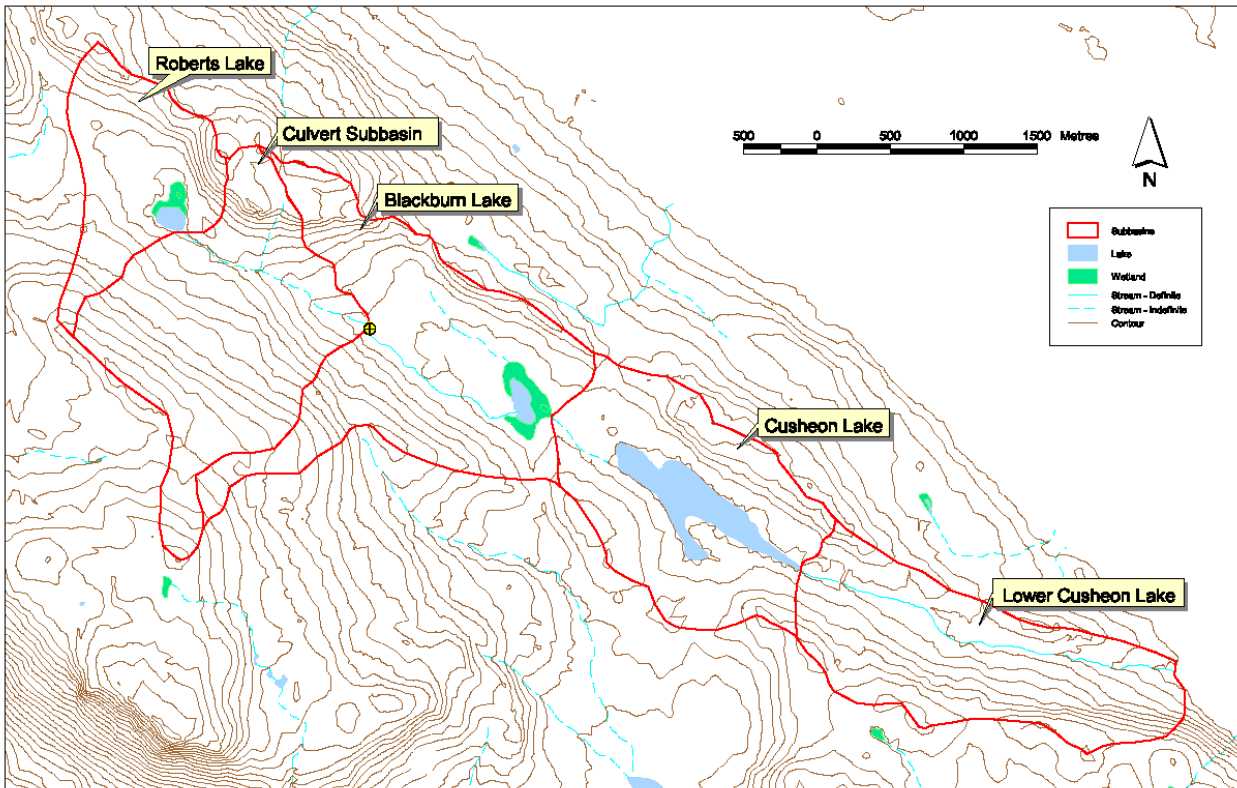 Roberts Lake
Culvert Subbasin
500 0 500 1000 1500 Metres
Blackburn Lake
N
Subbasins
Lake
Wetland
Stream - Definite
Stream - Indefinite
Contour
Cusheon Lake
Lower Cusheon Lake